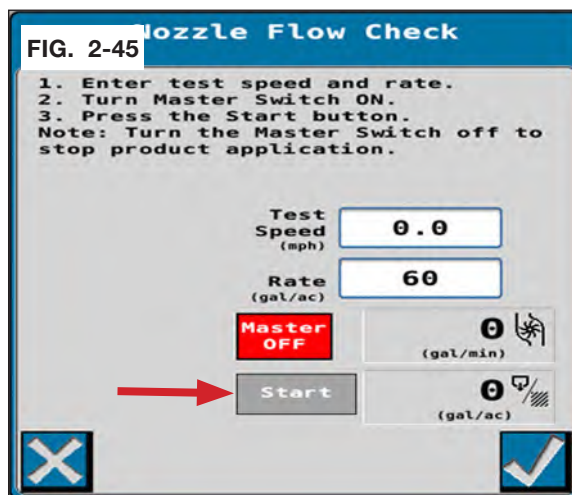 FIG. 2-45
Nozzle Flow Check
1. Enter test speed and rate.
2. Turn Master Switch ON.
3. Press the Start button.
Note: Turn the Master Switch off to
stop product application.
Test
Speed
(mph)
0.0
Rate
(gal/ac)
60
Master
OFF
0
(gal/min)
Start
0
(gal/ac)